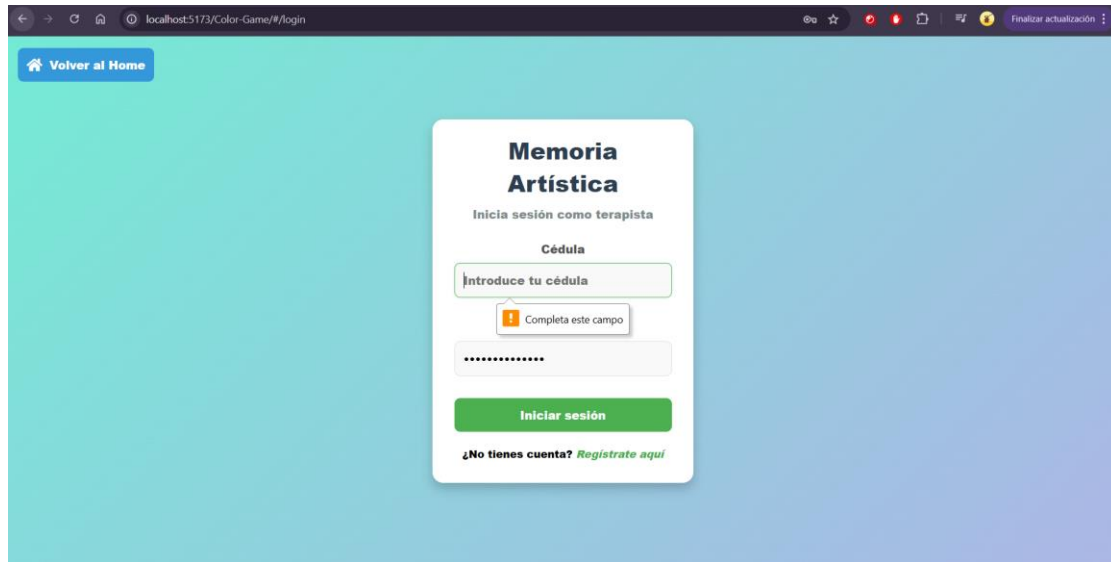 localhost:5173/Color-Game/#/login
Finalizar actualización
Volver al Home
Memoria
Artística
Inicia sesión como terapista
Cédula
Introduce tu cédula
! Completa este campo
••••••••••••••
Iniciar sesión
¿No tienes cuenta? Regístrate aquí